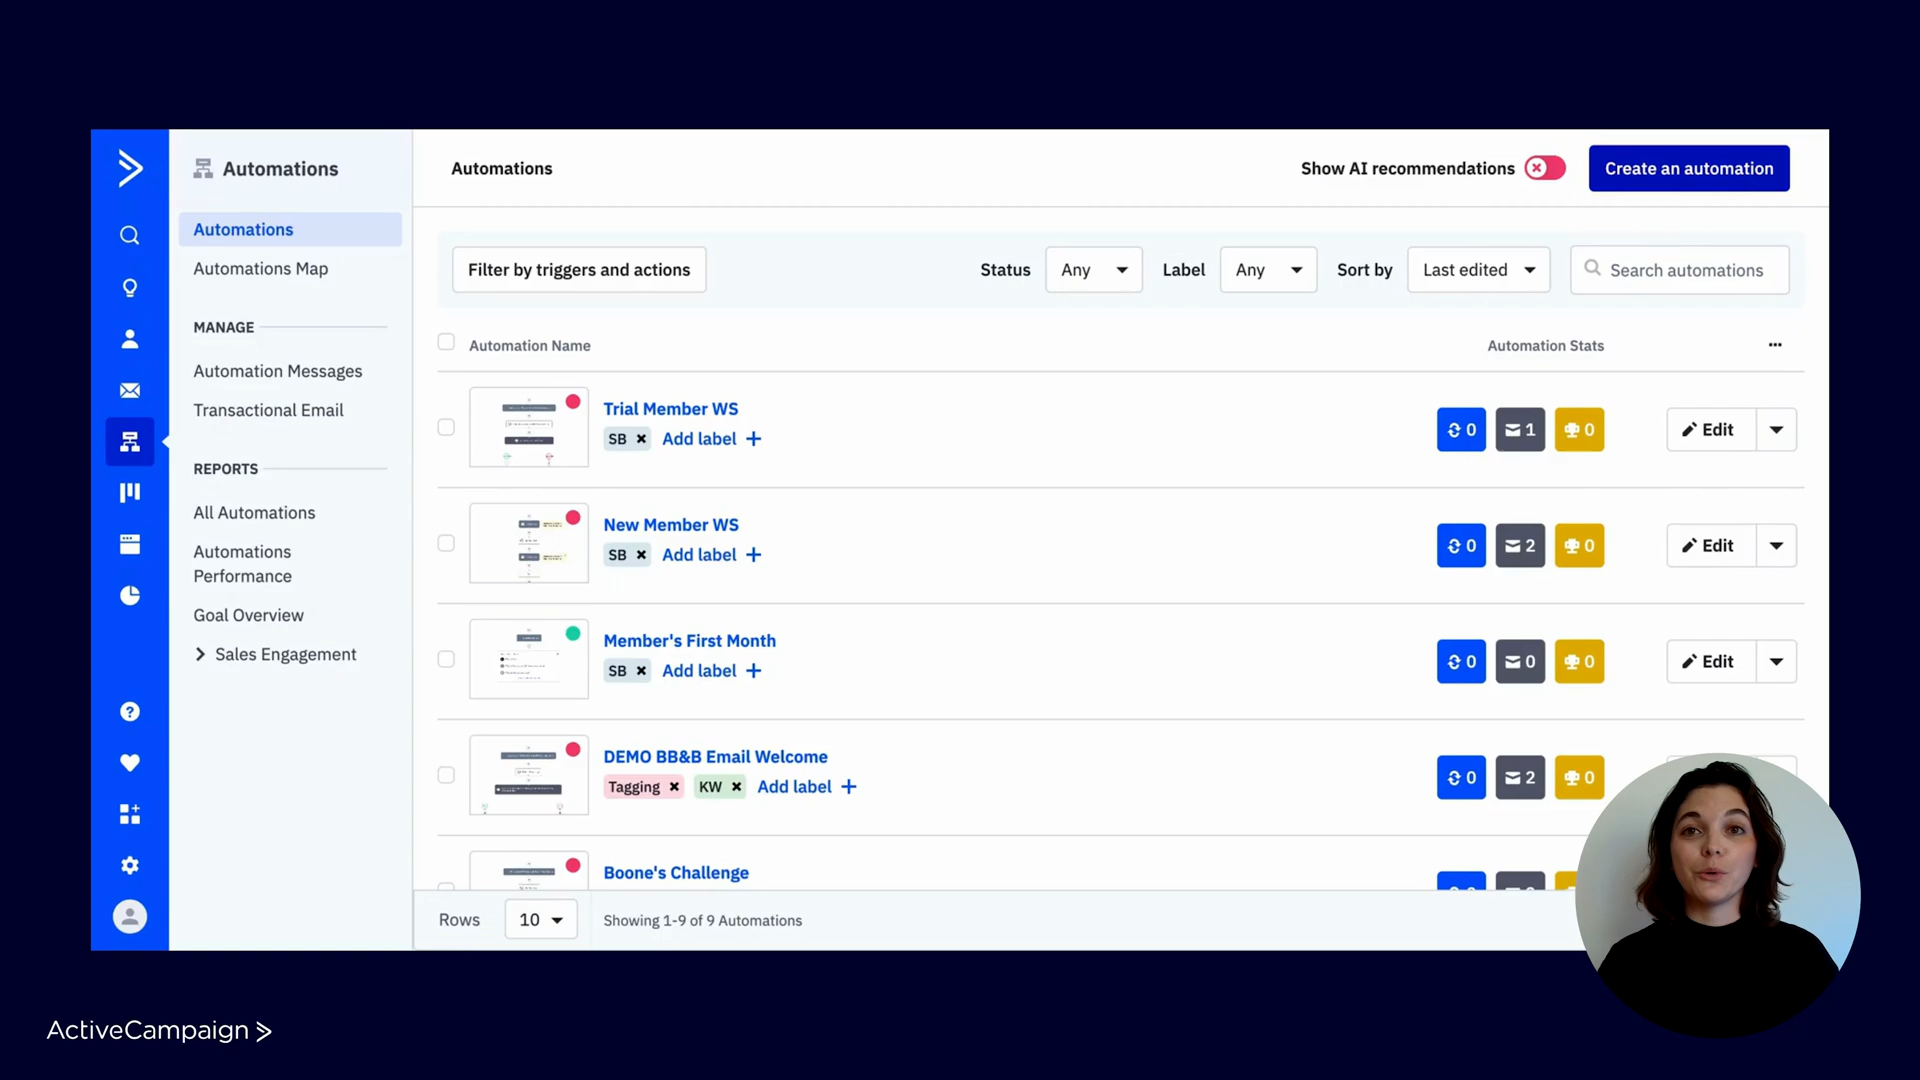 Automations
Automations
Automations Map
MANAGE
Automation Messages
Transactional Email
REPORTS
All Automations
Automations
Performance
Goal Overview
Sales Engagement
Automations
Show AI recommendations
Create an automation
Filter by triggers and actions
Status
Any
Label
Any
Sort by
Last edited
Search automations
Automation Name
Automation Stats
Trial Member WS
SB
Add label
0
1
0
Edit
New Member WS
SB
Add label
0
2
0
Edit
Member's First Month
SB
Add label
0
0
0
Edit
DEMO BB&B Email Welcome
Tagging
KW
Add label
0
2
0
Boone's Challenge
Rows
10
Showing 1-9 of 9 Automations
ActiveCampaign